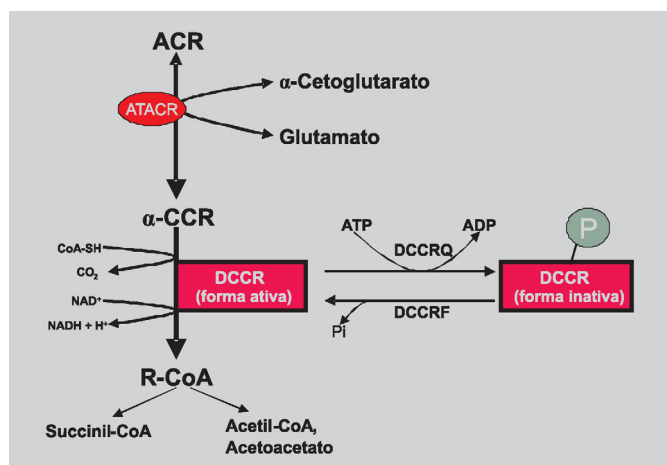 ACR
α-Cetoglutarato
ATACR
Glutamato
α-CCR
CoA-SH
CO₂
NAD⁺
NADH + H⁺
DCCR
(forma ativa)
ATP
ADP
DCCRQ
DCCRF
Pi
P
DCCR
(forma inativa)
R-CoA
Succinil-CoA
Acetil-CoA,
Acetoacetato